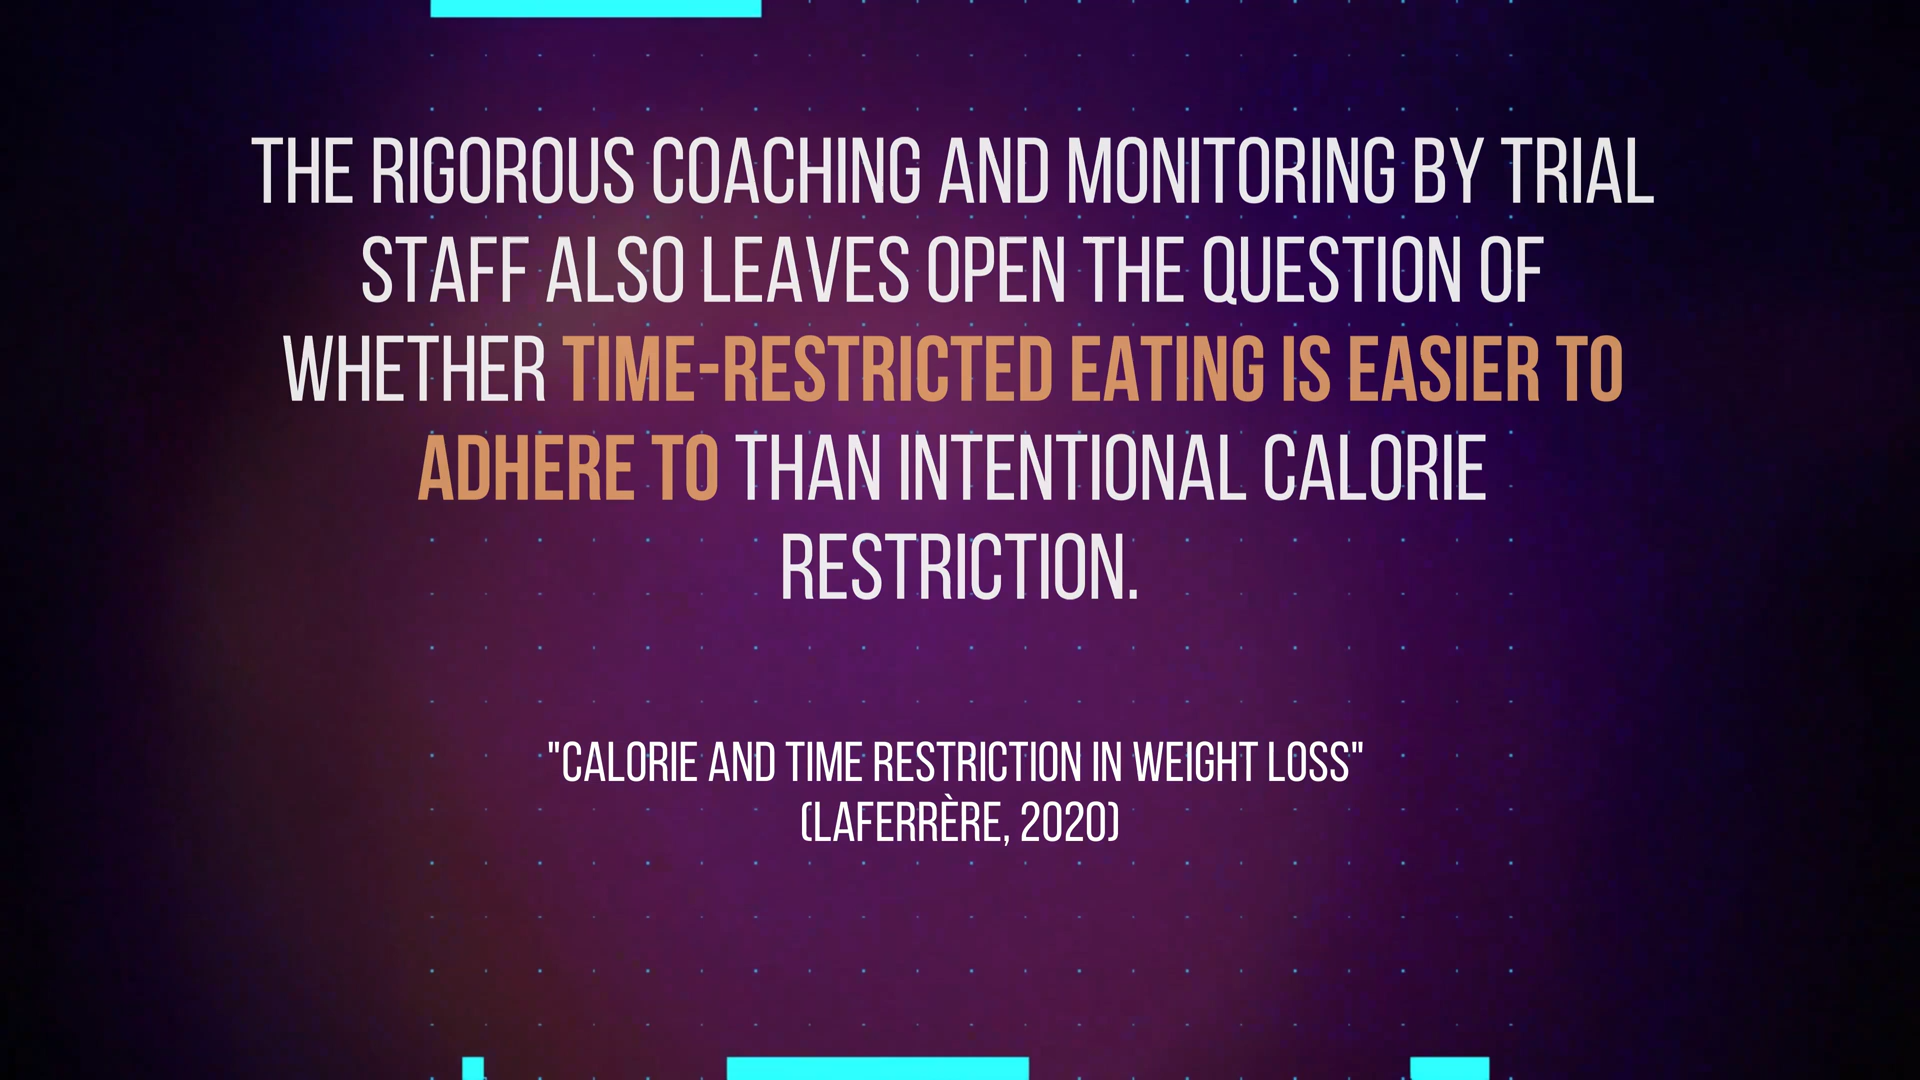 THE RIGOROUS COACHING AND MONITORING BY TRIAL
STAFF ALSO LEAVES OPEN THE QUESTION OF
WHETHER TIME-RESTRICTED EATING IS EASIER TO
ADHERE TO THAN INTENTIONAL CALORIE
RESTRICTION.
"CALORIE AND TIME RESTRICTION IN WEIGHT LOSS"
(LAFERRÈRE, 2020)